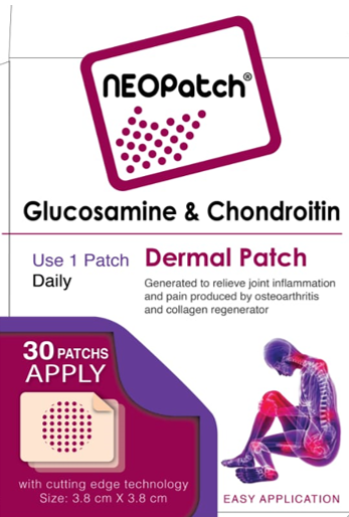 NEOPatch®
Glucosamine & Chondroitin
Use 1 Patch
Daily
Dermal Patch
Generated to relieve joint inflammation
and pain produced by osteoarthritis
and collagen regenerator
30 PATCHS
APPLY
with cutting edge technology
Size: 3.8 cm X 3.8 cm
EASY APPLICATION